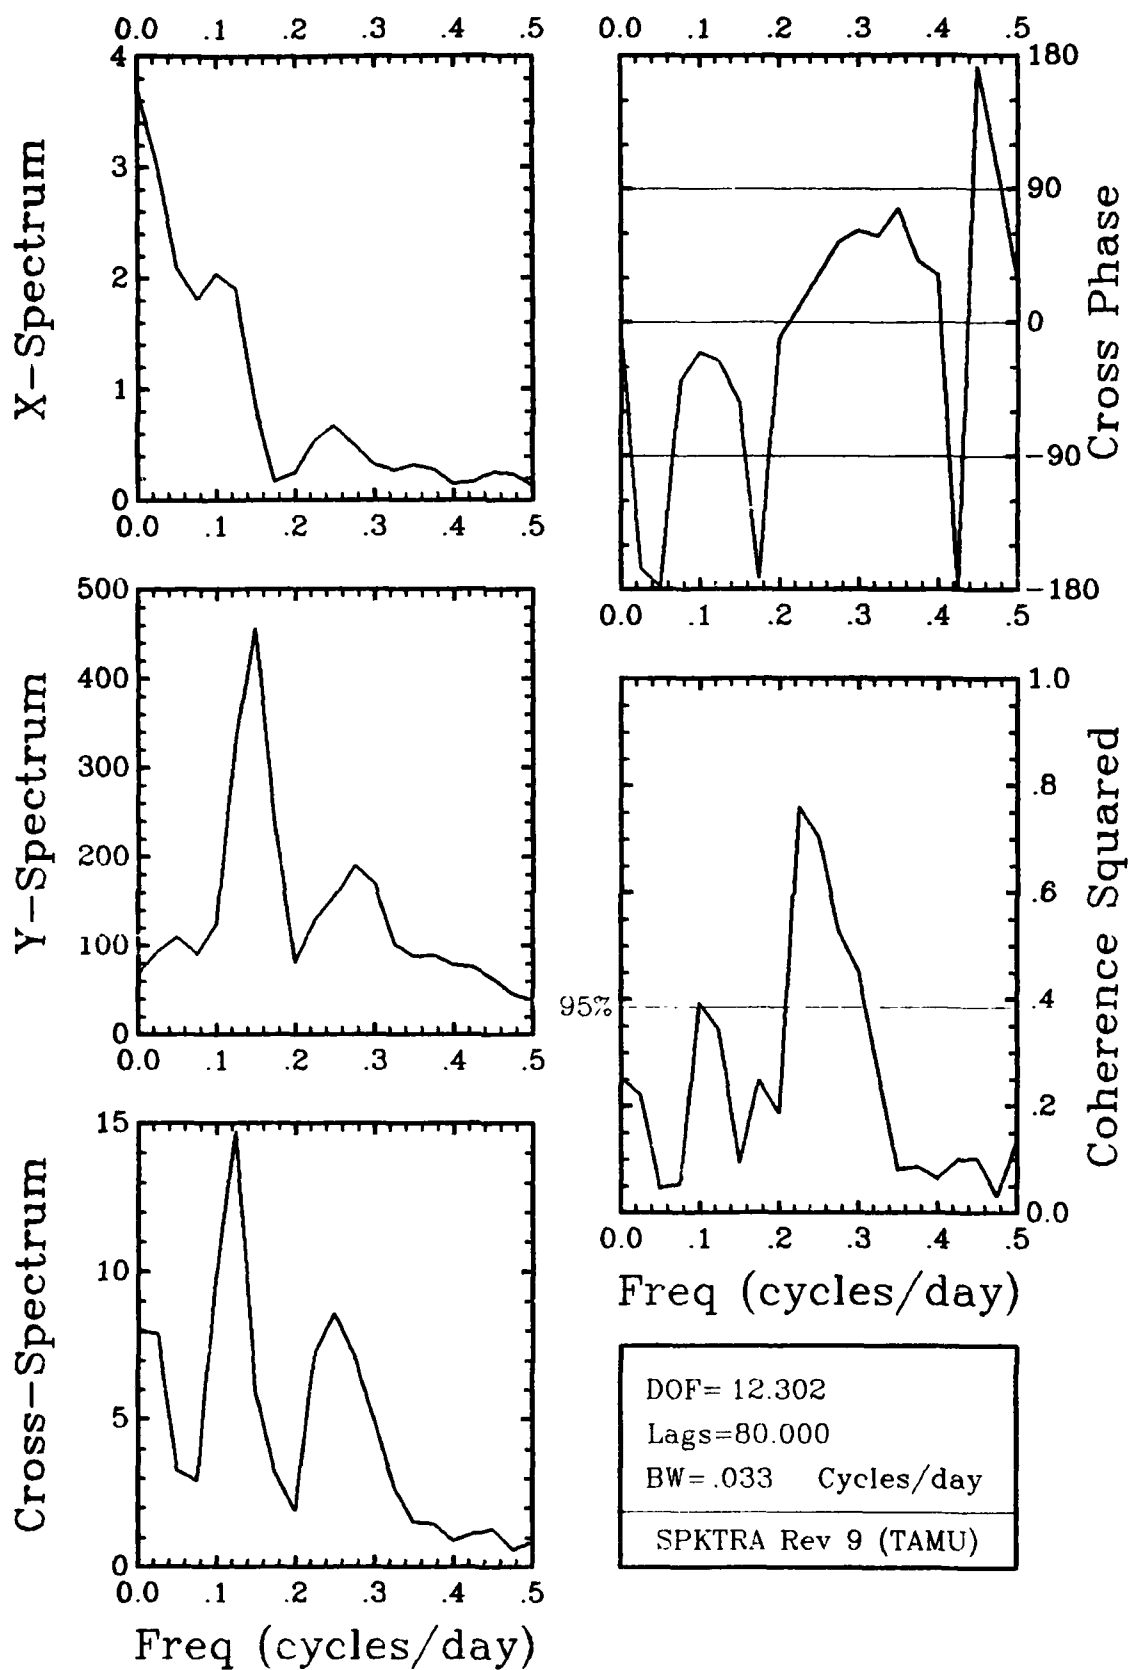 0.0 .1 .2 .3 .4 .5
4
3
2
1
0
0.0 .1 .2 .3 .4 .5
X-Spectrum
500
400
300
200
100
0
0.0 .1 .2 .3 .4 .5
Y-Spectrum
15
10
5
0
0.0 .1 .2 .3 .4 .5
Cross-Spectrum
Freq (cycles/day)
0.0 .1 .2 .3 .4 .5
180
90
0
-90
-180
0.0 .1 .2 .3 .4 .5
Cross Phase
1.0
.8
.6
.4
.2
0.0
95%
0.0 .1 .2 .3 .4 .5
Coherence Squared
Freq (cycles/day)
DOF= 12.302
Lags=80.000
BW= .033 Cycles/day
SPKTRA Rev 9 (TAMU)